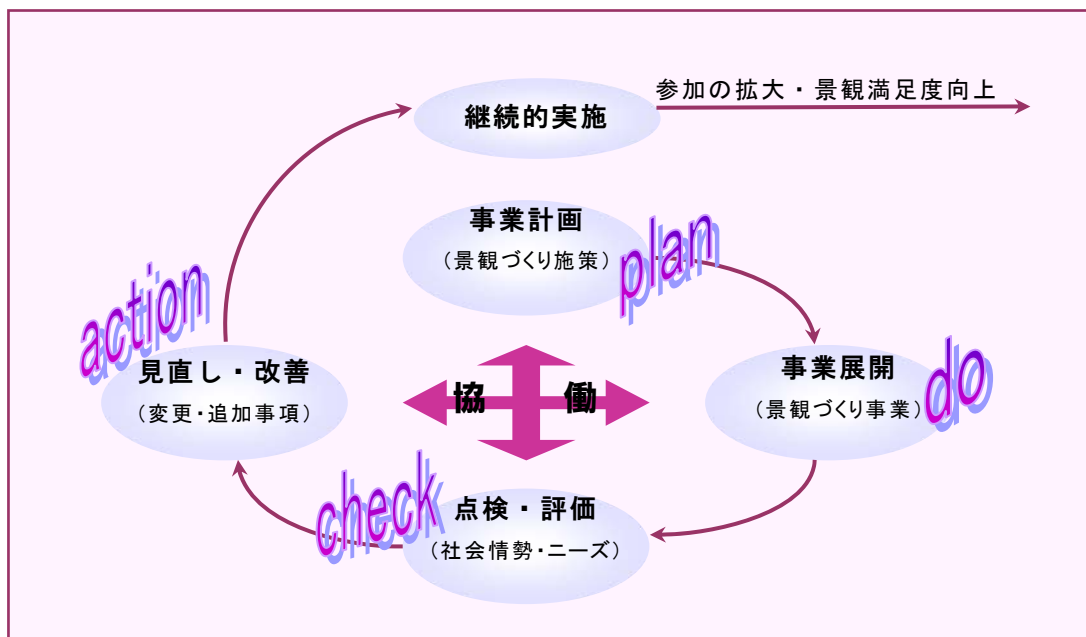 参加の拡大・景観満足度向上
継続的実施
事業計画
(景観づくり施策)
plan
action
見直し・改善
(変更・追加事項)
協 働
事業展開
(景観づくり事業)
do
check
点検・評価
(社会情勢・ニーズ)